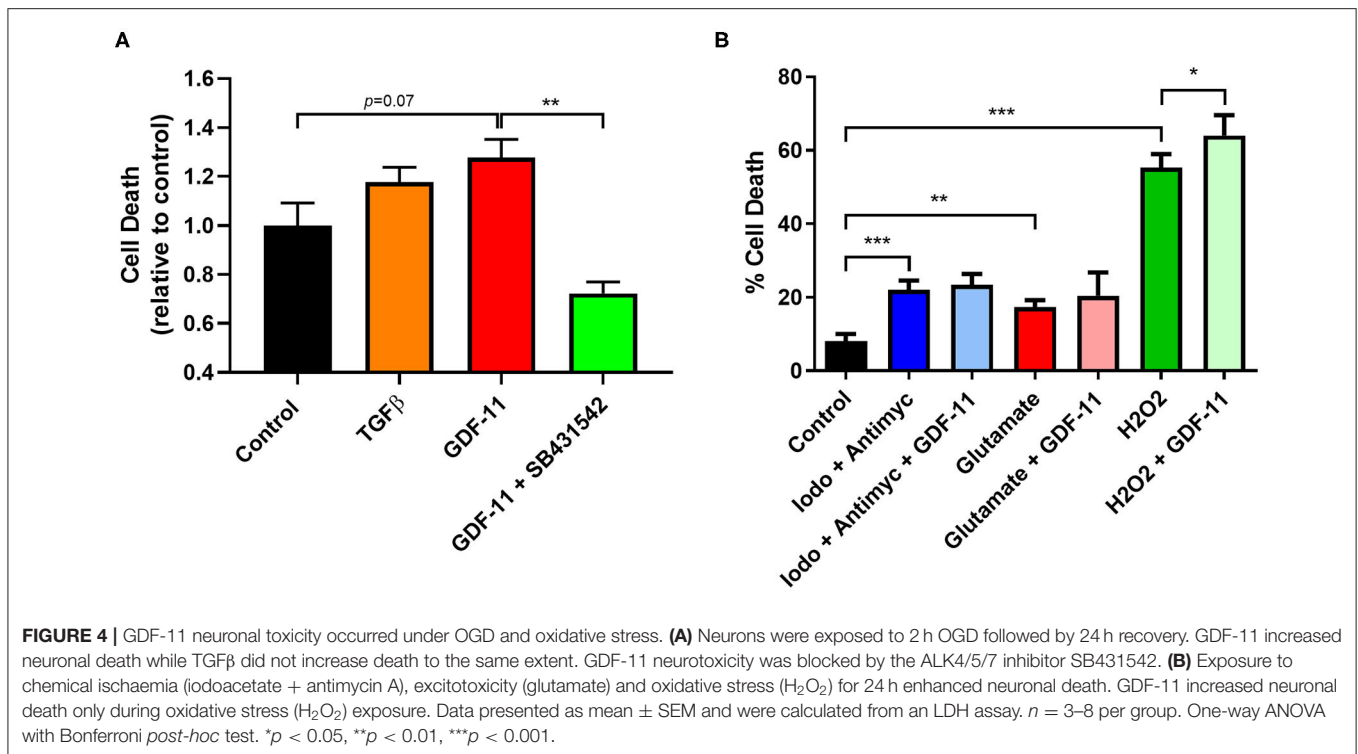 A
Cell Death
(relative to control)
1.6
1.4
1.2
1.0
0.8
0.6
0.4
p=0.07
**
Control
TGFβ
GDF-11
GDF-11 + SB431542
B
% Cell Death
80
60
40
20
0
***
**
***
*
Control
Iodo + Antimyc
Iodo + Antimyc + GDF-11
Glutamate
Glutamate + GDF-11
H2O2
H2O2 + GDF-11
FIGURE 4 | GDF-11 neuronal toxicity occurred under OGD and oxidative stress. (A) Neurons were exposed to 2 h OGD followed by 24 h recovery. GDF-11 increased
neuronal death while TGFβ did not increase death to the same extent. GDF-11 neurotoxicity was blocked by the ALK4/5/7 inhibitor SB431542. (B) Exposure to
chemical ischaemia (iodoacetate + antimycin A), excitotoxicity (glutamate) and oxidative stress (H₂O₂) for 24 h enhanced neuronal death. GDF-11 increased neuronal
death only during oxidative stress (H₂O₂) exposure. Data presented as mean ± SEM and were calculated from an LDH assay. n = 3–8 per group. One-way ANOVA
with Bonferroni post-hoc test. *p < 0.05, **p < 0.01, ***p < 0.001.